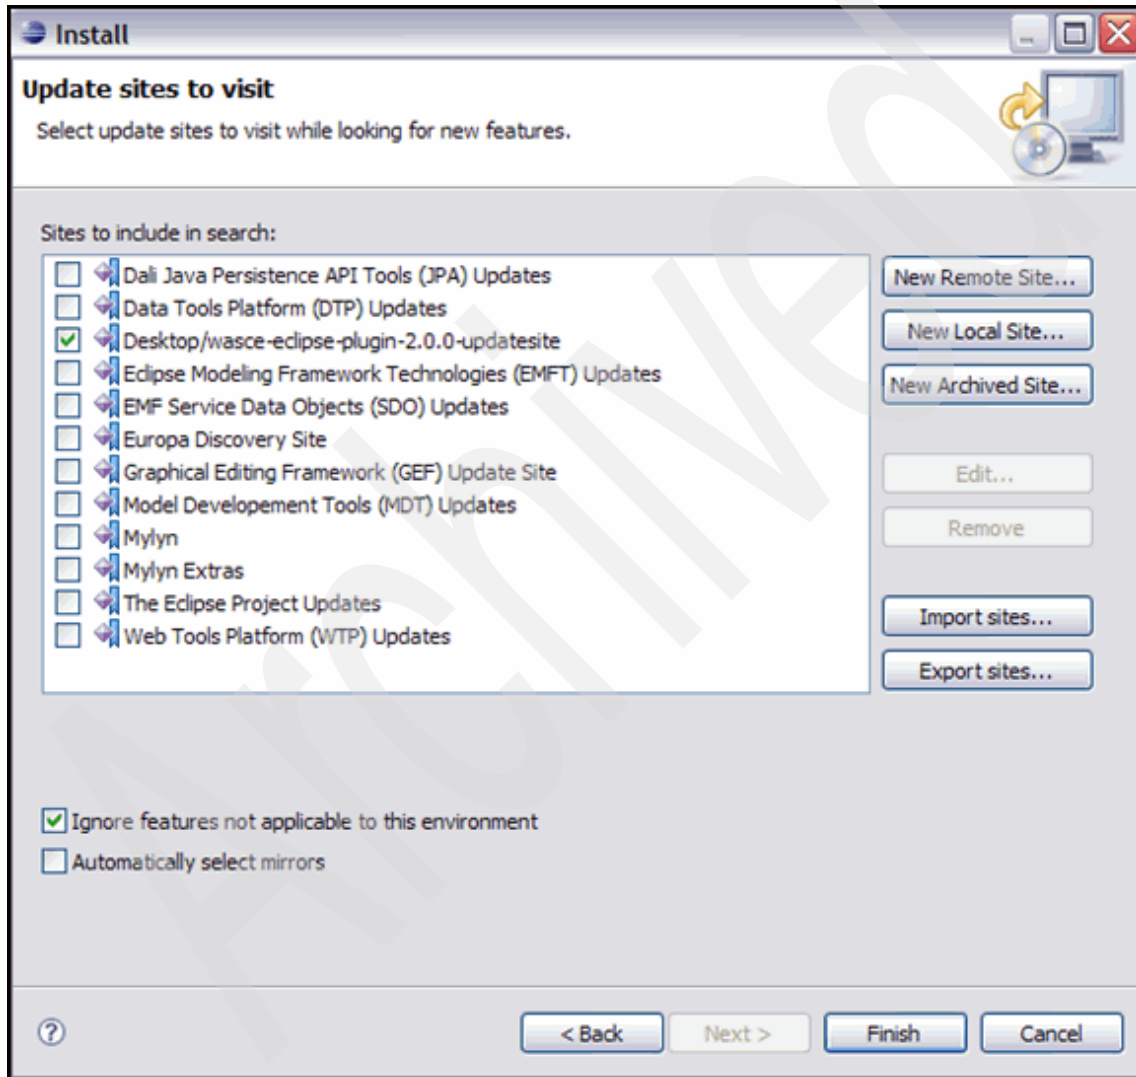 Install
Update sites to visit
Select update sites to visit while looking for new features.
Sites to include in search:
Dali Java Persistence API Tools (JPA) Updates
Data Tools Platform (DTP) Updates
Desktop/wasce-eclipse-plugin-2.0.0-updatesite
Eclipse Modeling Framework Technologies (EMFT) Updates
EMF Service Data Objects (SDO) Updates
Europa Discovery Site
Graphical Editing Framework (GEF) Update Site
Model Developement Tools (MDT) Updates
Mylyn
Mylyn Extras
The Eclipse Project Updates
Web Tools Platform (WTP) Updates
New Remote Site...
New Local Site...
New Archived Site...
Edit...
Remove
Import sites...
Export sites...
Ignore features not applicable to this environment
Automatically select mirrors
? < Back Next > Finish Cancel
Archived